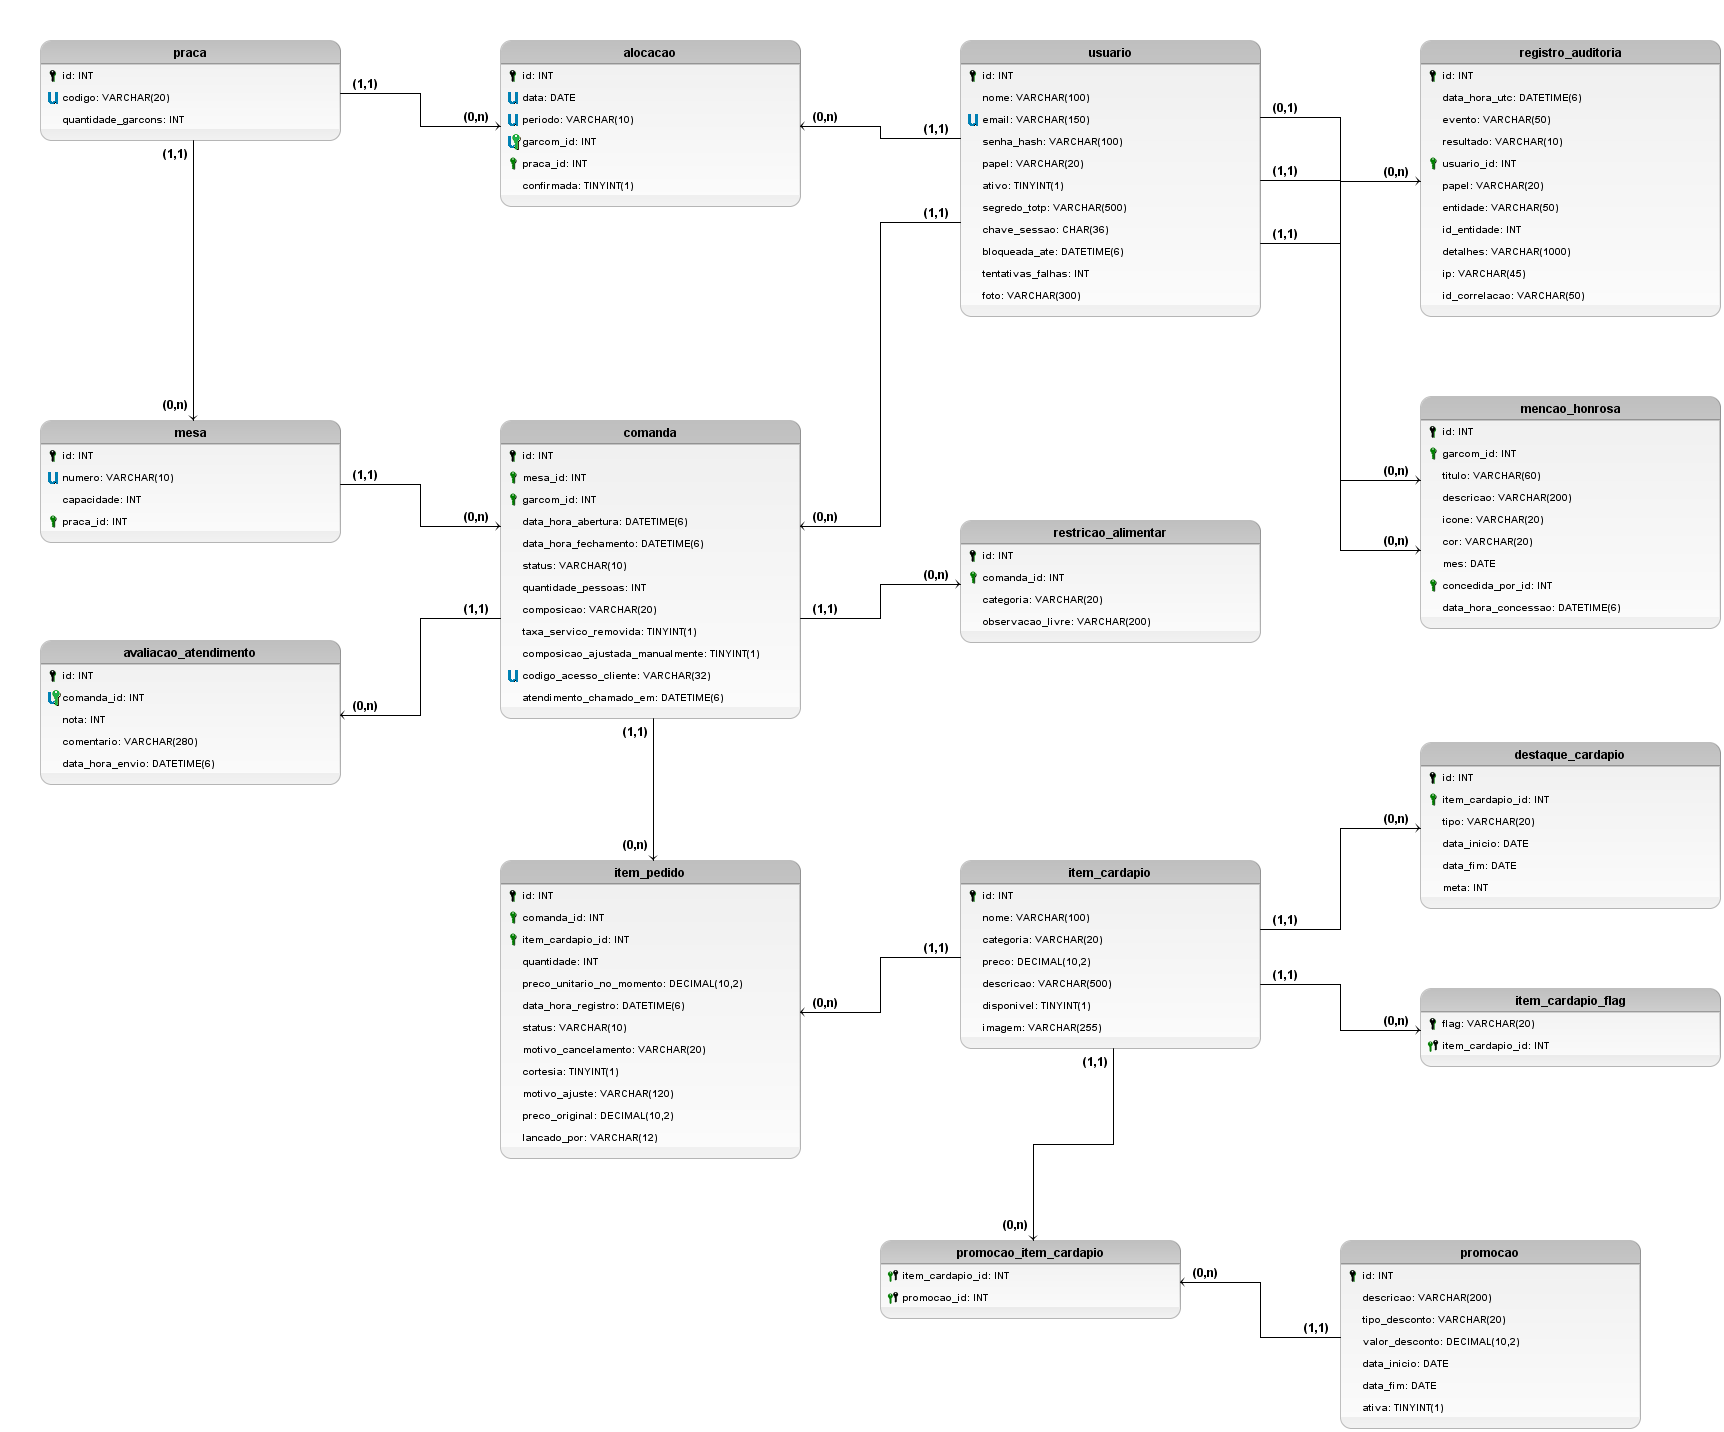 praca
id: INT
codigo: VARCHAR(20)
quantidade_garcons: INT
(1,1)
(1,1)
(0,n)
(0,n)
alocacao
id: INT
data: DATE
periodo: VARCHAR(10)
garcom_id: INT
praca_id: INT
confirmada: TINYINT(1)
(0,n)
(1,1)
(1,1)
usuario
id: INT
nome: VARCHAR(100)
email: VARCHAR(150)
senha_hash: VARCHAR(100)
papel: VARCHAR(20)
ativo: TINYINT(1)
segredo_totp: VARCHAR(500)
chave_sessao: CHAR(36)
bloqueada_ate: DATETIME(6)
tentativas_falhas: INT
foto: VARCHAR(300)
(0,1)
(1,1)
(1,1)
(0,n)
registro_auditoria
id: INT
data_hora_utc: DATETIME(6)
evento: VARCHAR(50)
resultado: VARCHAR(10)
usuario_id: INT
papel: VARCHAR(20)
entidade: VARCHAR(50)
id_entidade: INT
detalhes: VARCHAR(1000)
ip: VARCHAR(45)
id_correlacao: VARCHAR(50)
mesa
id: INT
numero: VARCHAR(10)
capacidade: INT
praca_id: INT
(1,1)
(0,n)
comanda
id: INT
mesa_id: INT
garcom_id: INT
data_hora_abertura: DATETIME(6)
data_hora_fechamento: DATETIME(6)
status: VARCHAR(10)
quantidade_pessoas: INT
composicao: VARCHAR(20)
taxa_servico_removida: TINYINT(1)
composicao_ajustada_manualmente: TINYINT(1)
codigo_acesso_cliente: VARCHAR(32)
atendimento_chamado_em: DATETIME(6)
(0,n)
(1,1)
(0,n)
(1,1)
(0,n)
(1,1)
(0,n)
restricao_alimentar
id: INT
comanda_id: INT
categoria: VARCHAR(20)
observacao_livre: VARCHAR(200)
(0,n)
(0,n)
mencao_honrosa
id: INT
garcom_id: INT
titulo: VARCHAR(60)
descricao: VARCHAR(200)
icone: VARCHAR(20)
cor: VARCHAR(20)
mes: DATE
concedida_por_id: INT
data_hora_concessao: DATETIME(6)
avaliacao_atendimento
id: INT
comanda_id: INT
nota: INT
comentario: VARCHAR(280)
data_hora_envio: DATETIME(6)
item_pedido
id: INT
comanda_id: INT
item_cardapio_id: INT
quantidade: INT
preco_unitario_no_momento: DECIMAL(10,2)
data_hora_registro: DATETIME(6)
status: VARCHAR(10)
motivo_cancelamento: VARCHAR(20)
cortesia: TINYINT(1)
motivo_ajuste: VARCHAR(120)
preco_original: DECIMAL(10,2)
lancado_por: VARCHAR(12)
(0,n)
(1,1)
item_cardapio
id: INT
nome: VARCHAR(100)
categoria: VARCHAR(20)
preco: DECIMAL(10,2)
descricao: VARCHAR(500)
disponivel: TINYINT(1)
imagem: VARCHAR(255)
(1,1)
(1,1)
(1,1)
(0,n)
(0,n)
(0,n)
destaque_cardapio
id: INT
item_cardapio_id: INT
tipo: VARCHAR(20)
data_inicio: DATE
data_fim: DATE
meta: INT
item_cardapio_flag
flag: VARCHAR(20)
item_cardapio_id: INT
promocao_item_cardapio
item_cardapio_id: INT
promocao_id: INT
(0,n)
(1,1)
promocao
id: INT
descricao: VARCHAR(200)
tipo_desconto: VARCHAR(20)
valor_desconto: DECIMAL(10,2)
data_inicio: DATE
data_fim: DATE
ativa: TINYINT(1)